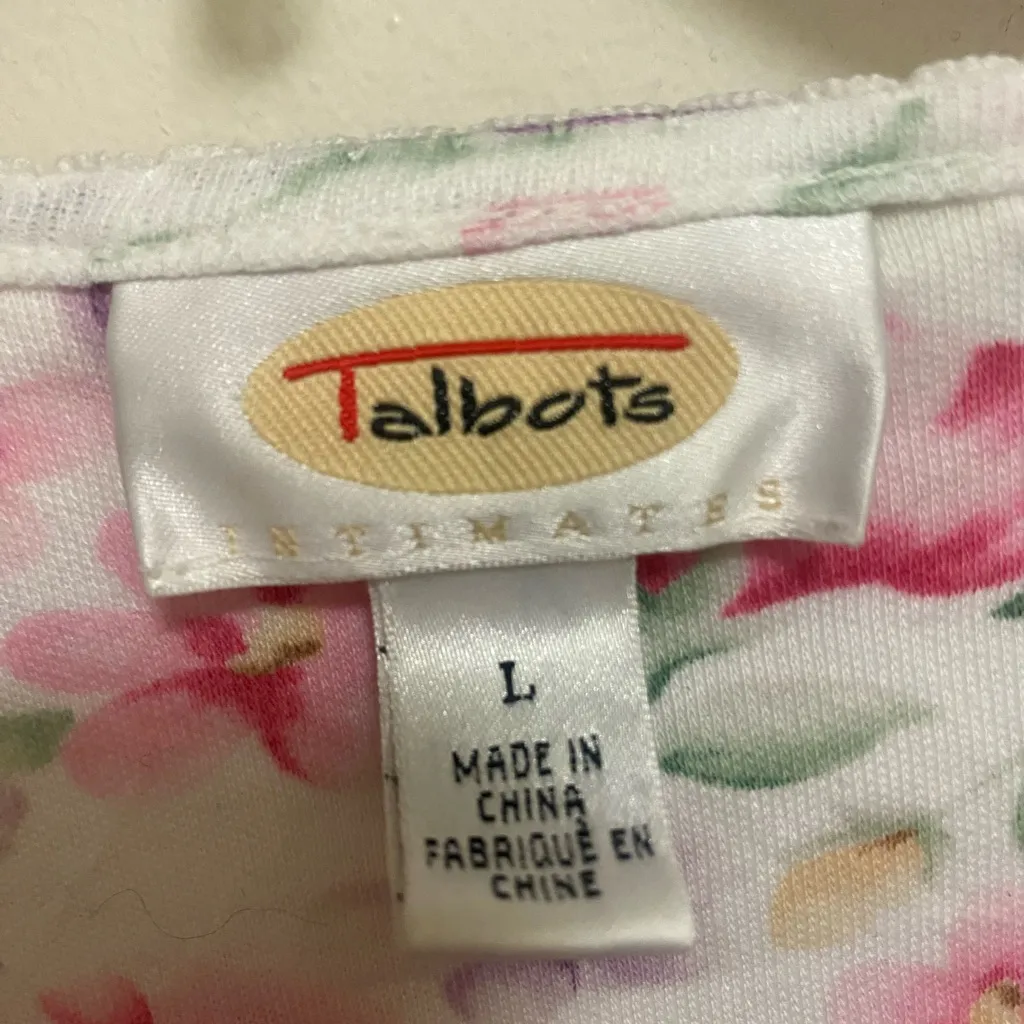 Talbots
INTIMATES
L
MADE IN
CHINA
FABRIQUÉ EN
CHINE